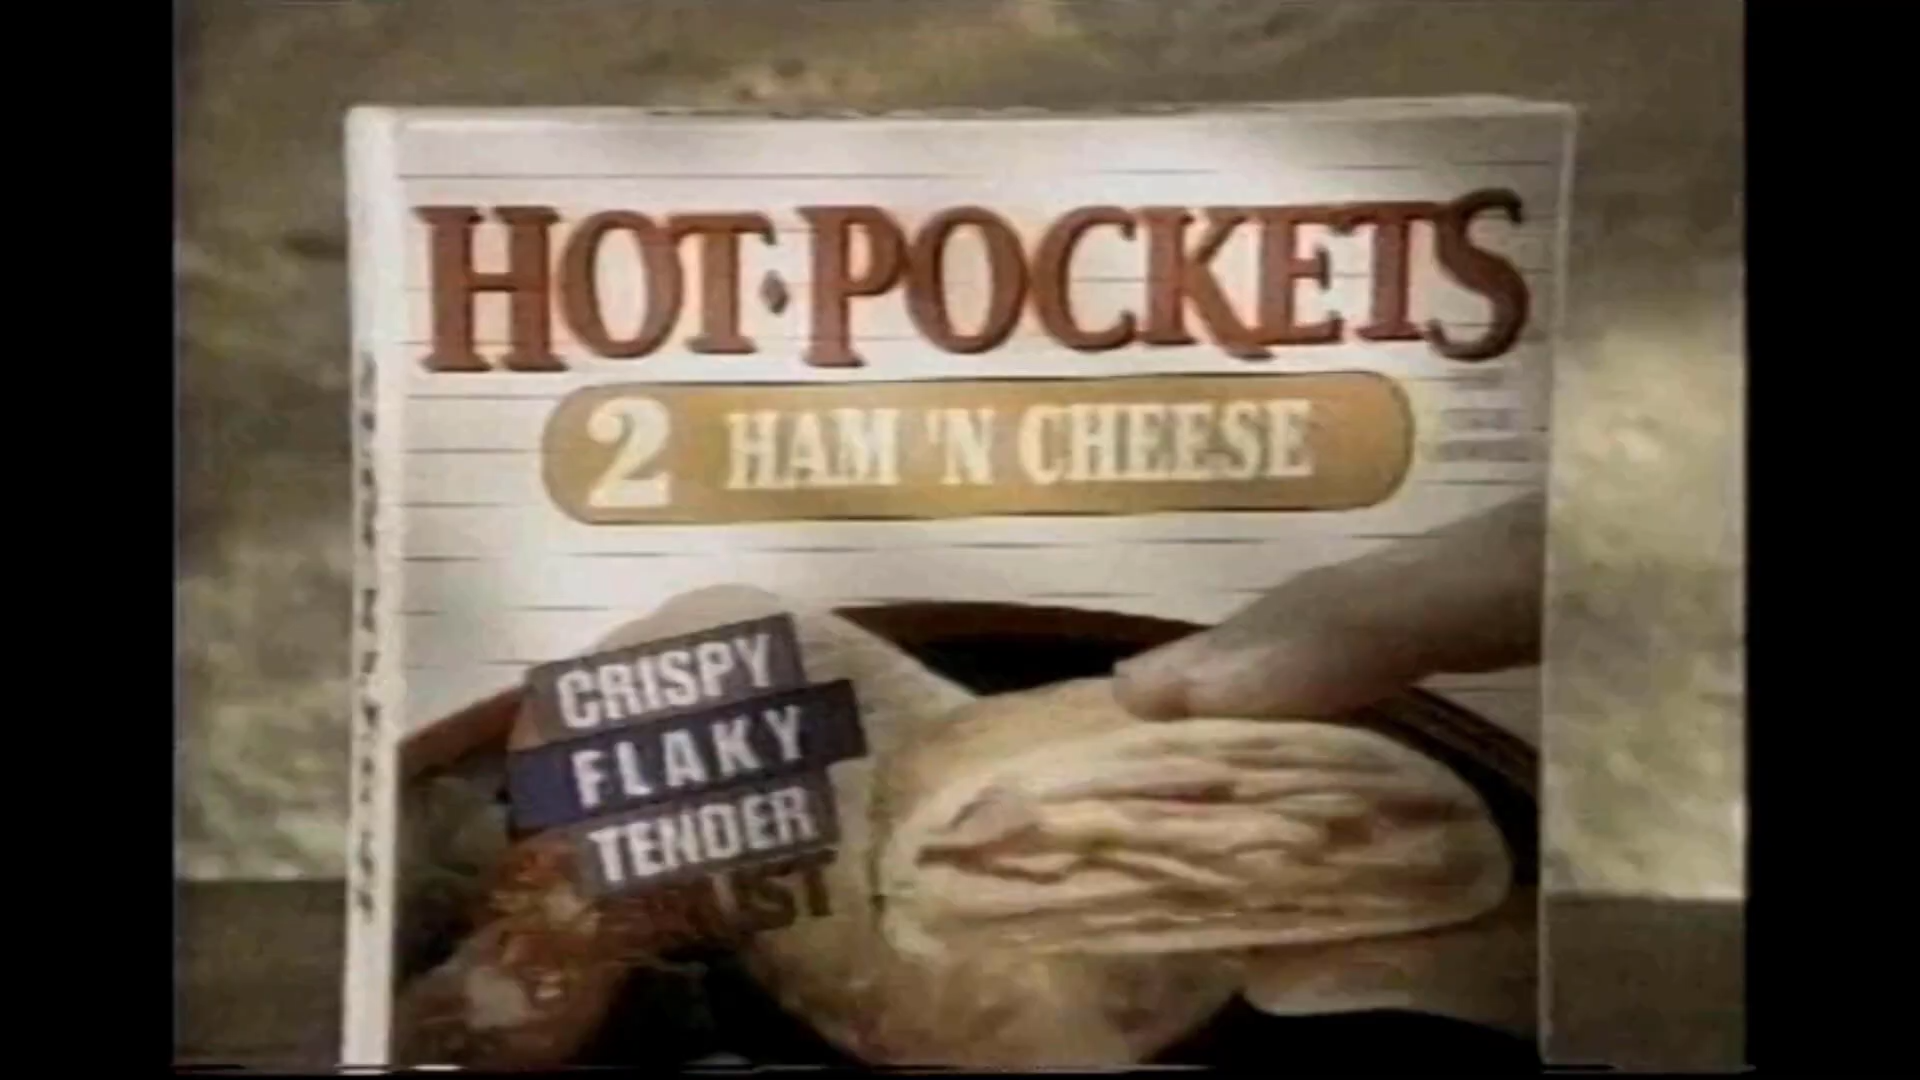 HOT·POCKETS
2 HAM 'N CHEESE
CRISPY
FLAKY
TENDER